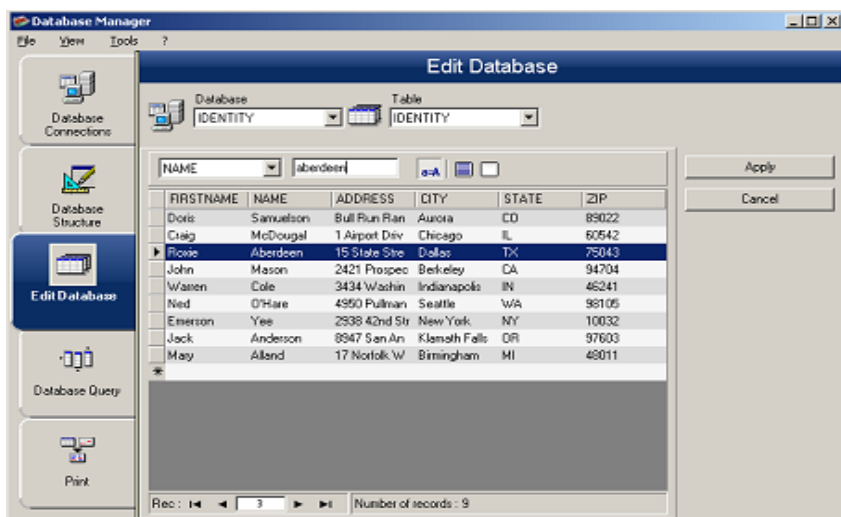 Database Manager
File View Tools ?
Edit Database
Database Connections
Database Structure
Edit Database
Database Query
Print
Database Table
IDENTITY IDENTITY
NAME aberdeen a=A
Apply
Cancel
FIRSTNAME NAME ADDRESS CITY STATE ZIP
Doris Samuelson Bull Run Ran Aurora CO 89022
Craig McDougal 1 Airport Driv Chicago IL 60542
Roxie Aberdeen 15 State Stre Dallas TX 75043
John Mason 2421 Prospec Berkeley CA 94704
Warren Cole 3434 Washin Indianapolis IN 46241
Ned O'Hare 4950 Pullman Seattle WA 98105
Emerson Yee 2938 42nd Str New York NY 10032
Jack Anderson 8947 San An Klamath Falls OR 97603
Mary Alland 17 Norfolk W Birmingham MI 48011
Rec : 3 Number of records : 9